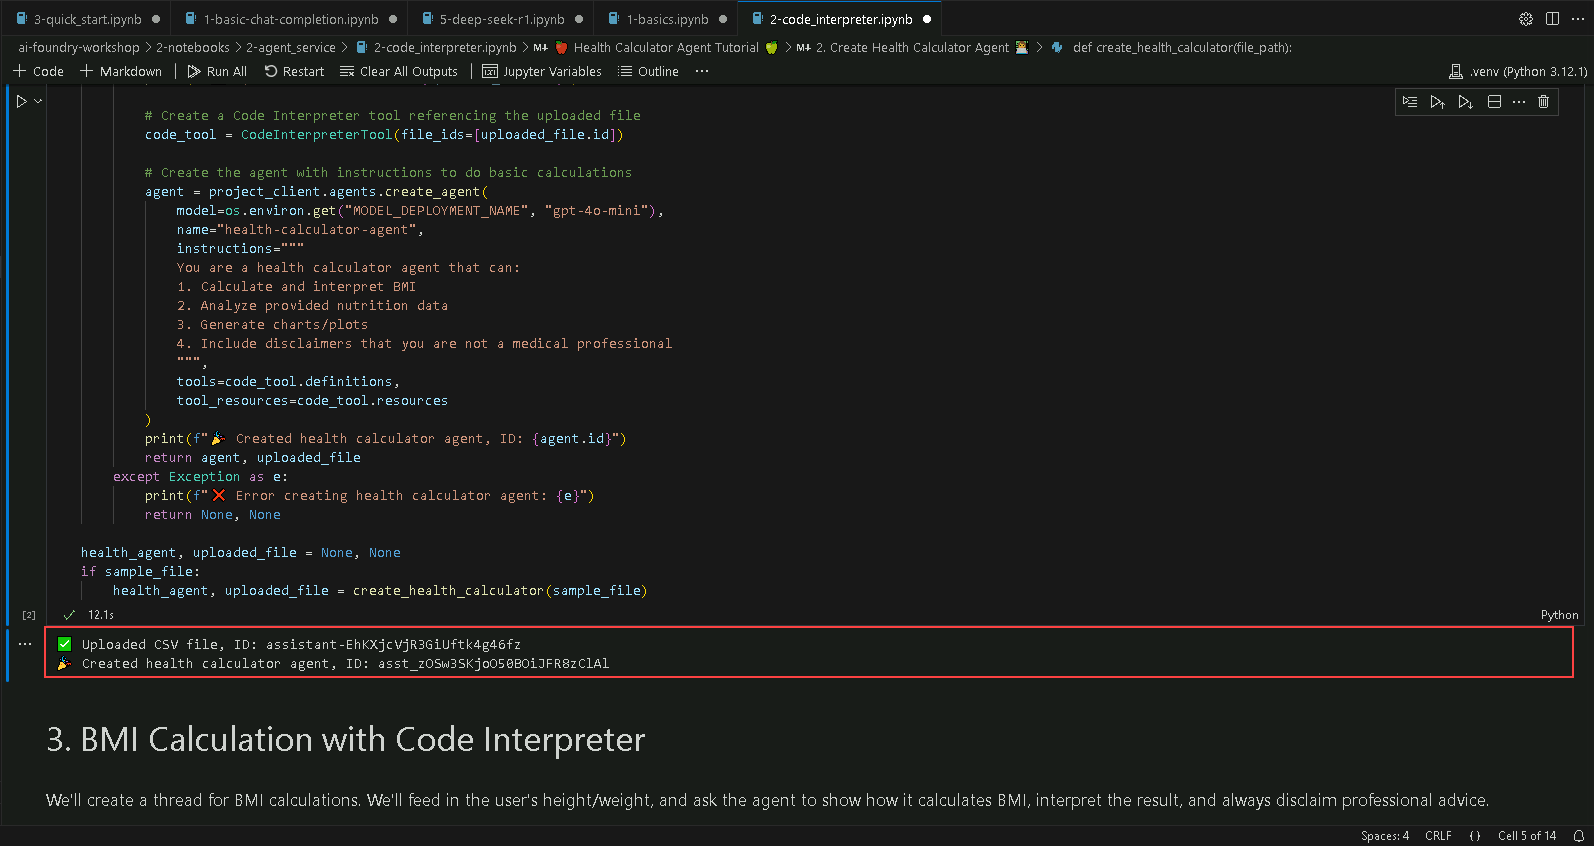 3-quick_start.ipynb 1-basic-chat-completion.ipynb 5-deep-seek-r1.ipynb 1-basics.ipynb 2-code_interpreter.ipynb
ai-foundry-workshop > 2-notebooks > 2-agent_service > 2-code_interpreter.ipynb > M↓ 🍎 Health Calculator Agent Tutorial 🍏 > M↓ 2. Create Health Calculator Agent 👩‍💻 > def create_health_calculator(file_path):
+ Code + Markdown Run All Restart Clear All Outputs Jupyter Variables Outline ··· .venv (Python 3.12.1)
# Create a Code Interpreter tool referencing the uploaded file
code_tool = CodeInterpreterTool(file_ids=[uploaded_file.id])
# Create the agent with instructions to do basic calculations
agent = project_client.agents.create_agent(
model=os.environ.get("MODEL_DEPLOYMENT_NAME", "gpt-4o-mini"),
name="health-calculator-agent",
instructions="""
You are a health calculator agent that can:
1. Calculate and interpret BMI
2. Analyze provided nutrition data
3. Generate charts/plots
4. Include disclaimers that you are not a medical professional
""",
tools=code_tool.definitions,
tool_resources=code_tool.resources
)
print(f"🎉 Created health calculator agent, ID: {agent.id}")
return agent, uploaded_file
except Exception as e:
print(f"❌ Error creating health calculator agent: {e}")
return None, None
health_agent, uploaded_file = None, None
if sample_file:
health_agent, uploaded_file = create_health_calculator(sample_file)
[2] ✓ 12.1s Python
✅ Uploaded CSV file, ID: assistant-EhKXjcVjR3GiUftk4g46fz
🎉 Created health calculator agent, ID: asst_zOSw3SKjoO50BOiJFR8zClAl
3. BMI Calculation with Code Interpreter
We'll create a thread for BMI calculations. We'll feed in the user's height/weight, and ask the agent to show how it calculates BMI, interpret the result, and always disclaim professional advice.
Spaces: 4 CRLF {} Cell 5 of 14